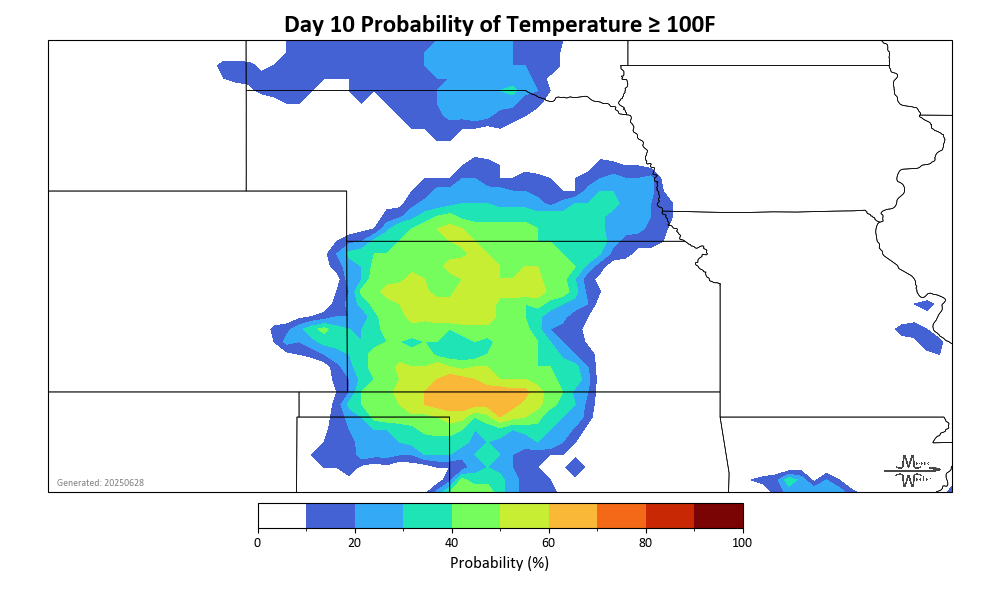 Day 10 Probability of Temperature ≥ 100F
Generated: 20250628
0 20 40 60 80 100
Probability (%)